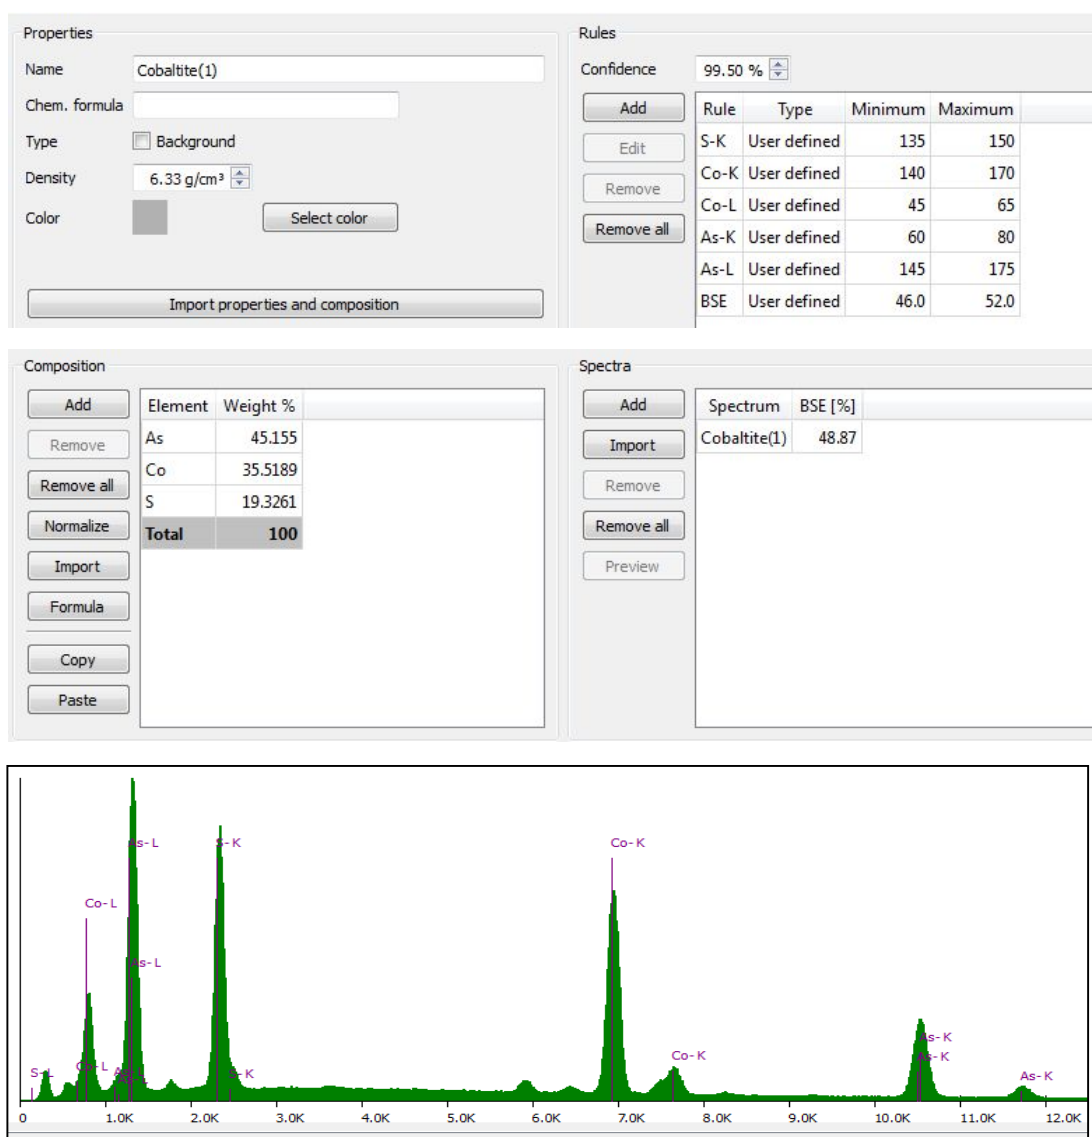 Properties
Name Cobaltite(1)
Chem. formula
Type Background
Density 6.33 g/cm³
Color Select color
Import properties and composition
Rules
Confidence 99.50 %
Add
Edit
Remove
Remove all
Rule Type Minimum Maximum
S-K User defined 135 150
Co-K User defined 140 170
Co-L User defined 45 65
As-K User defined 60 80
As-L User defined 145 175
BSE User defined 46.0 52.0
Composition
Add
Remove
Remove all
Normalize
Import
Formula
Copy
Paste
Element Weight %
As 45.155
Co 35.5189
S 19.3261
Total 100
Spectra
Add
Import
Remove
Remove all
Preview
Spectrum BSE [%]
Cobaltite(1) 48.87
As-L S-K Co-K
Co-L
As-L
As-K
Co-K As-K
S-L Co-L S-K As-K
0 1.0K 2.0K 3.0K 4.0K 5.0K 6.0K 7.0K 8.0K 9.0K 10.0K 11.0K 12.0K